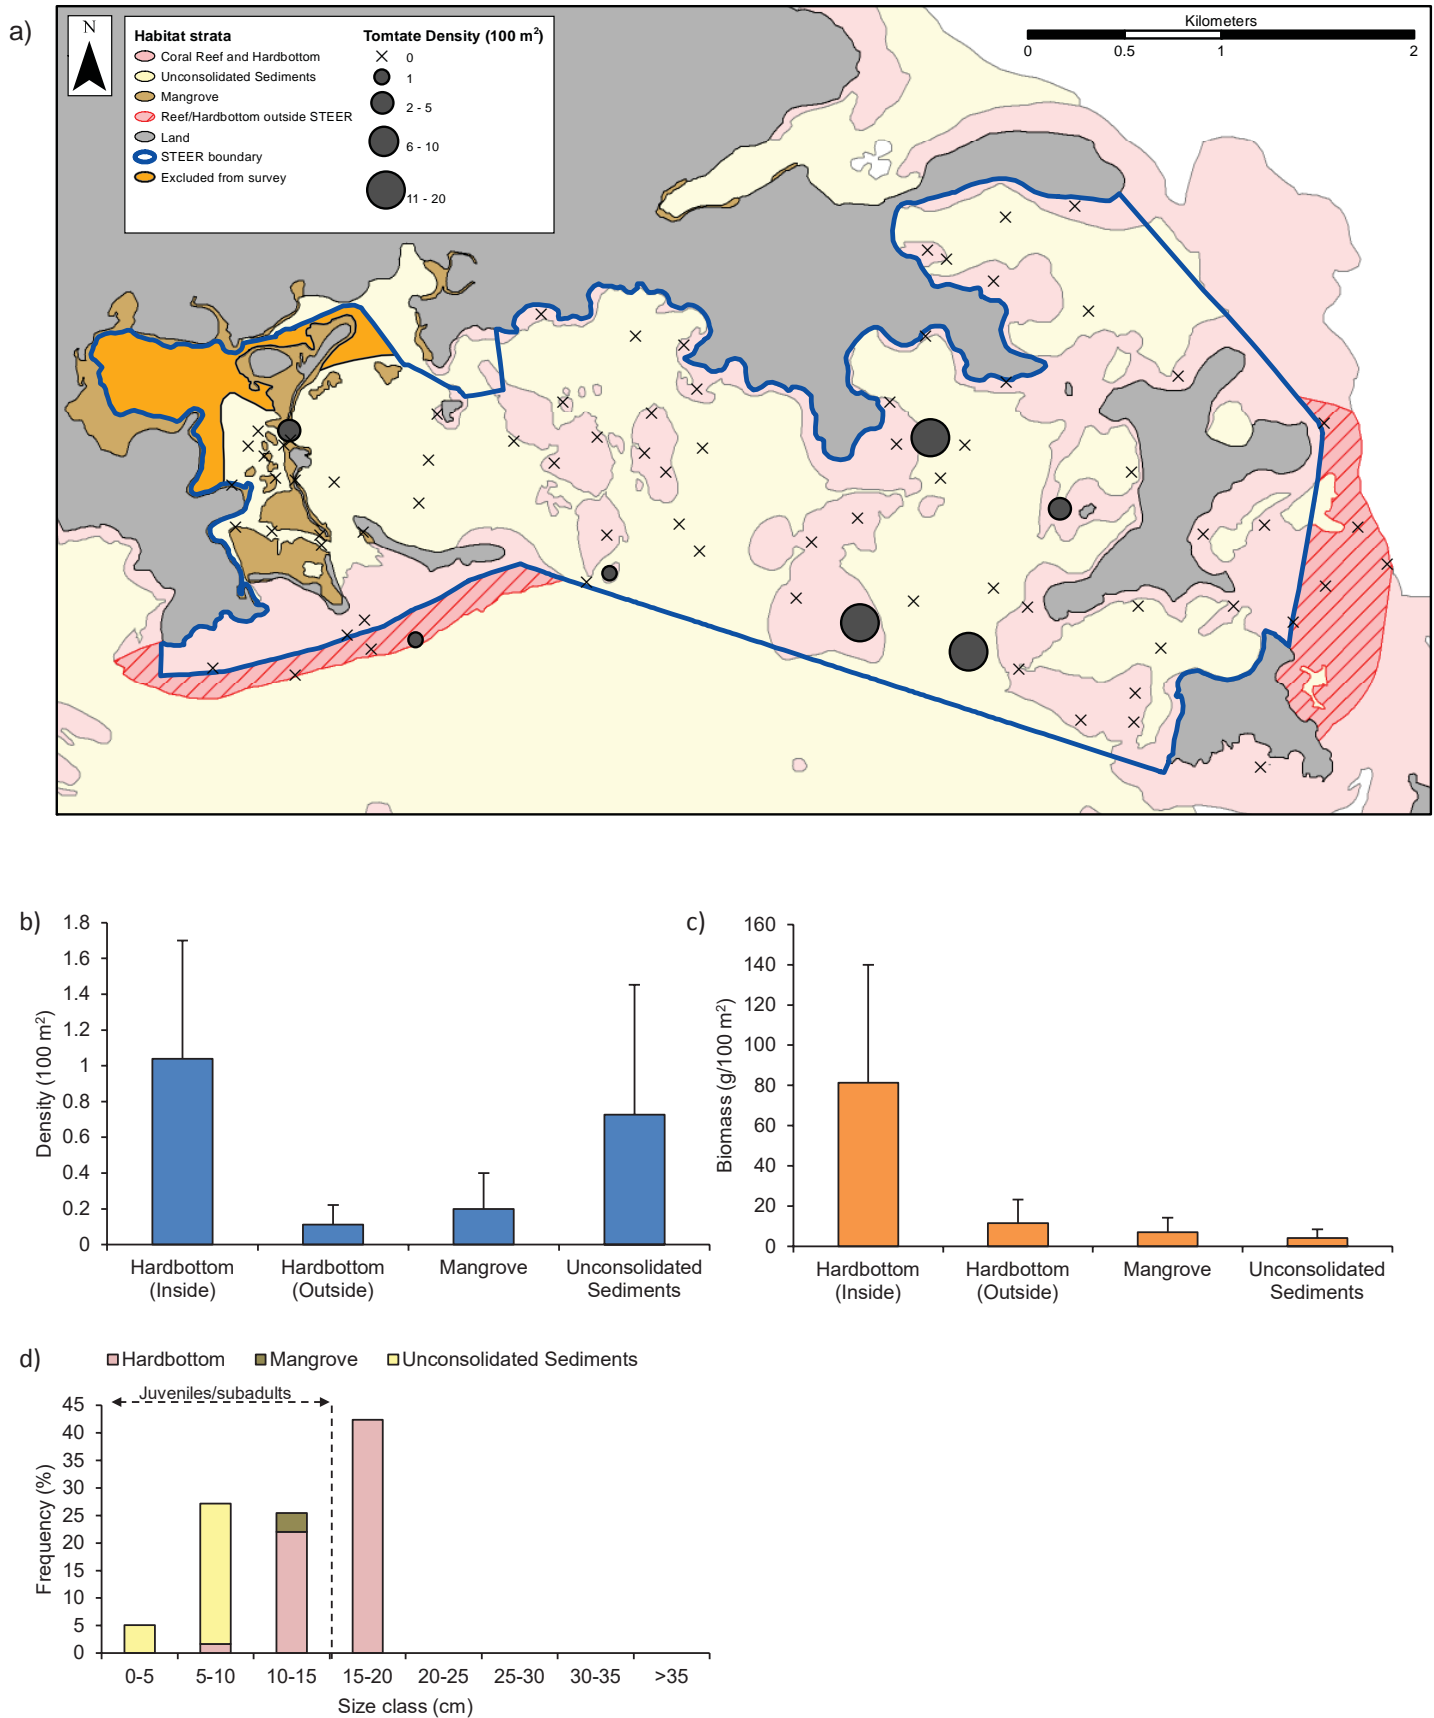 a)
N
Habitat strata
Coral Reef and Hardbottom
Unconsolidated Sediments
Mangrove
Reef/Hardbottom outside STEER
Land
STEER boundary
Excluded from survey
Tomtate Density (100 m²)
0
1
2 - 5
6 - 10
11 - 20
Kilometers
0 0.5 1 2
b)
Density (100 m²)
1.8
1.6
1.4
1.2
1
0.8
0.6
0.4
0.2
0
Hardbottom (Inside)
Hardbottom (Outside)
Mangrove
Unconsolidated Sediments
c)
Biomass (g/100 m²)
160
140
120
100
80
60
40
20
0
Hardbottom (Inside)
Hardbottom (Outside)
Mangrove
Unconsolidated Sediments
d)
Hardbottom Mangrove Unconsolidated Sediments
Juveniles/subadults
Frequency (%)
45
40
35
30
25
20
15
10
5
0
0-5 5-10 10-15 15-20 20-25 25-30 30-35 >35
Size class (cm)